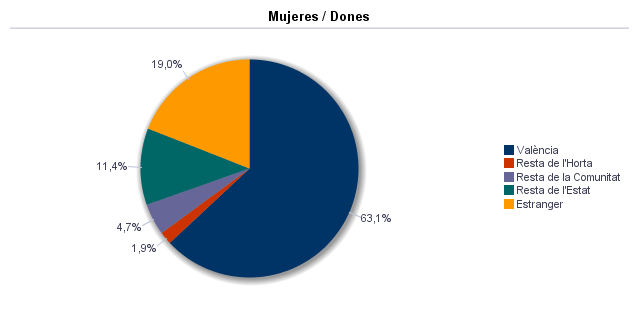 Mujeres / Dones
19,0%
11,4%
4,7%
1,9%
63,1%
València
Resta de l'Horta
Resta de la Comunitat
Resta de l'Estat
Estranger